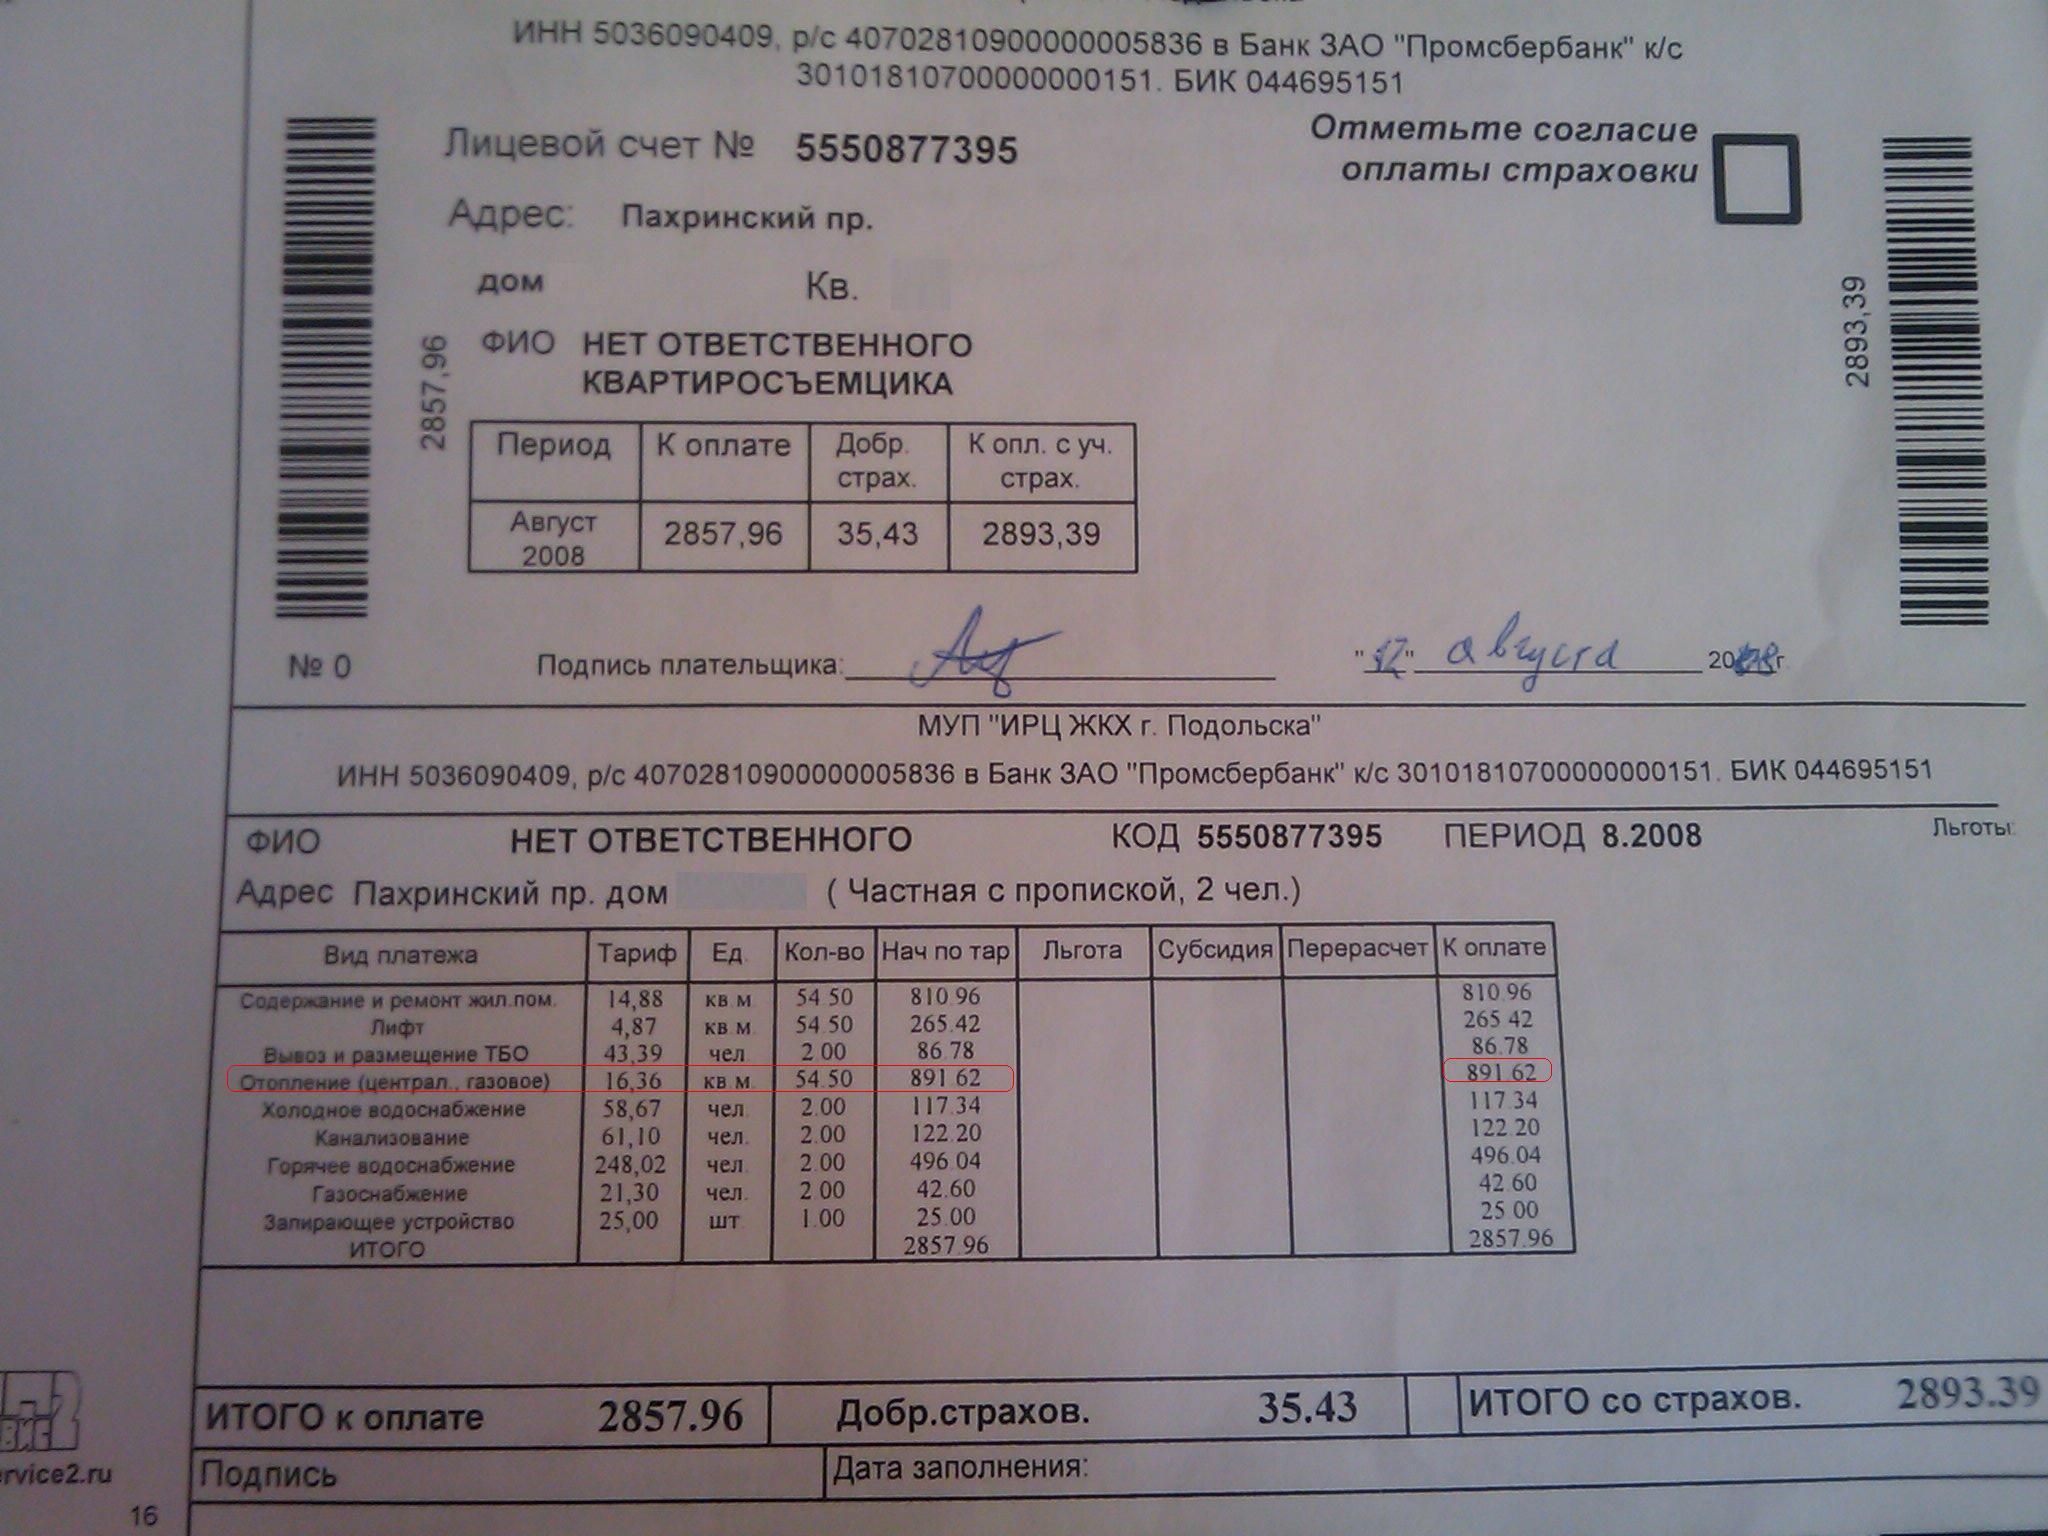 ИНН 5036090409, р/с 40702810900000005836 в Банк ЗАО "Промсбербанк" к/с
30101810700000000151. БИК 044695151
Лицевой счет № 5550877395
Отметьте согласие
оплаты страховки
Адрес: Пахринский пр.
дом Кв.
2857,96
2893,39
ФИО НЕТ ОТВЕТСТВЕННОГО
КВАРТИРОСЪЕМЦИКА
Период К оплате Добр. страх. К опл. с уч. страх.
Август 2008 2857,96 35,43 2893,39
№ 0 Подпись плательщика: "12" августа 20 г.
МУП "ИРЦ ЖКХ г. Подольска"
ИНН 5036090409, р/с 40702810900000005836 в Банк ЗАО "Промсбербанк" к/с 30101810700000000151. БИК 044695151
ФИО НЕТ ОТВЕТСТВЕННОГО КОД 5550877395 ПЕРИОД 8.2008 Льготы:
Адрес Пахринский пр. дом ( Частная с пропиской, 2 чел.)
Вид платежа Тариф Ед. Кол-во Нач по тар Льгота Субсидия Перерасчет К оплате
Содержание и ремонт жил.пом. 14,88 кв.м. 54.50 810.96 810.96
Лифт 4,87 кв.м. 54.50 265.42 265.42
Вывоз и размещение ТБО 43,39 чел. 2.00 86.78 86.78
Отопление (централ., газовое) 16,36 кв.м. 54.50 891.62 891.62
Холодное водоснабжение 58,67 чел. 2.00 117.34 117.34
Канализование 61,10 чел. 2.00 122.20 122.20
Горячее водоснабжение 248,02 чел. 2.00 496.04 496.04
Газоснабжение 21,30 чел. 2.00 42.60 42.60
Запирающее устройство 25,00 шт. 1.00 25.00 25.00
ИТОГО 2857.96 2857.96
ИТОГО к оплате 2857.96 Добр.страхов. 35.43 ИТОГО со страхов. 2893.39
Подпись Дата заполнения:
rvice2.ru
16